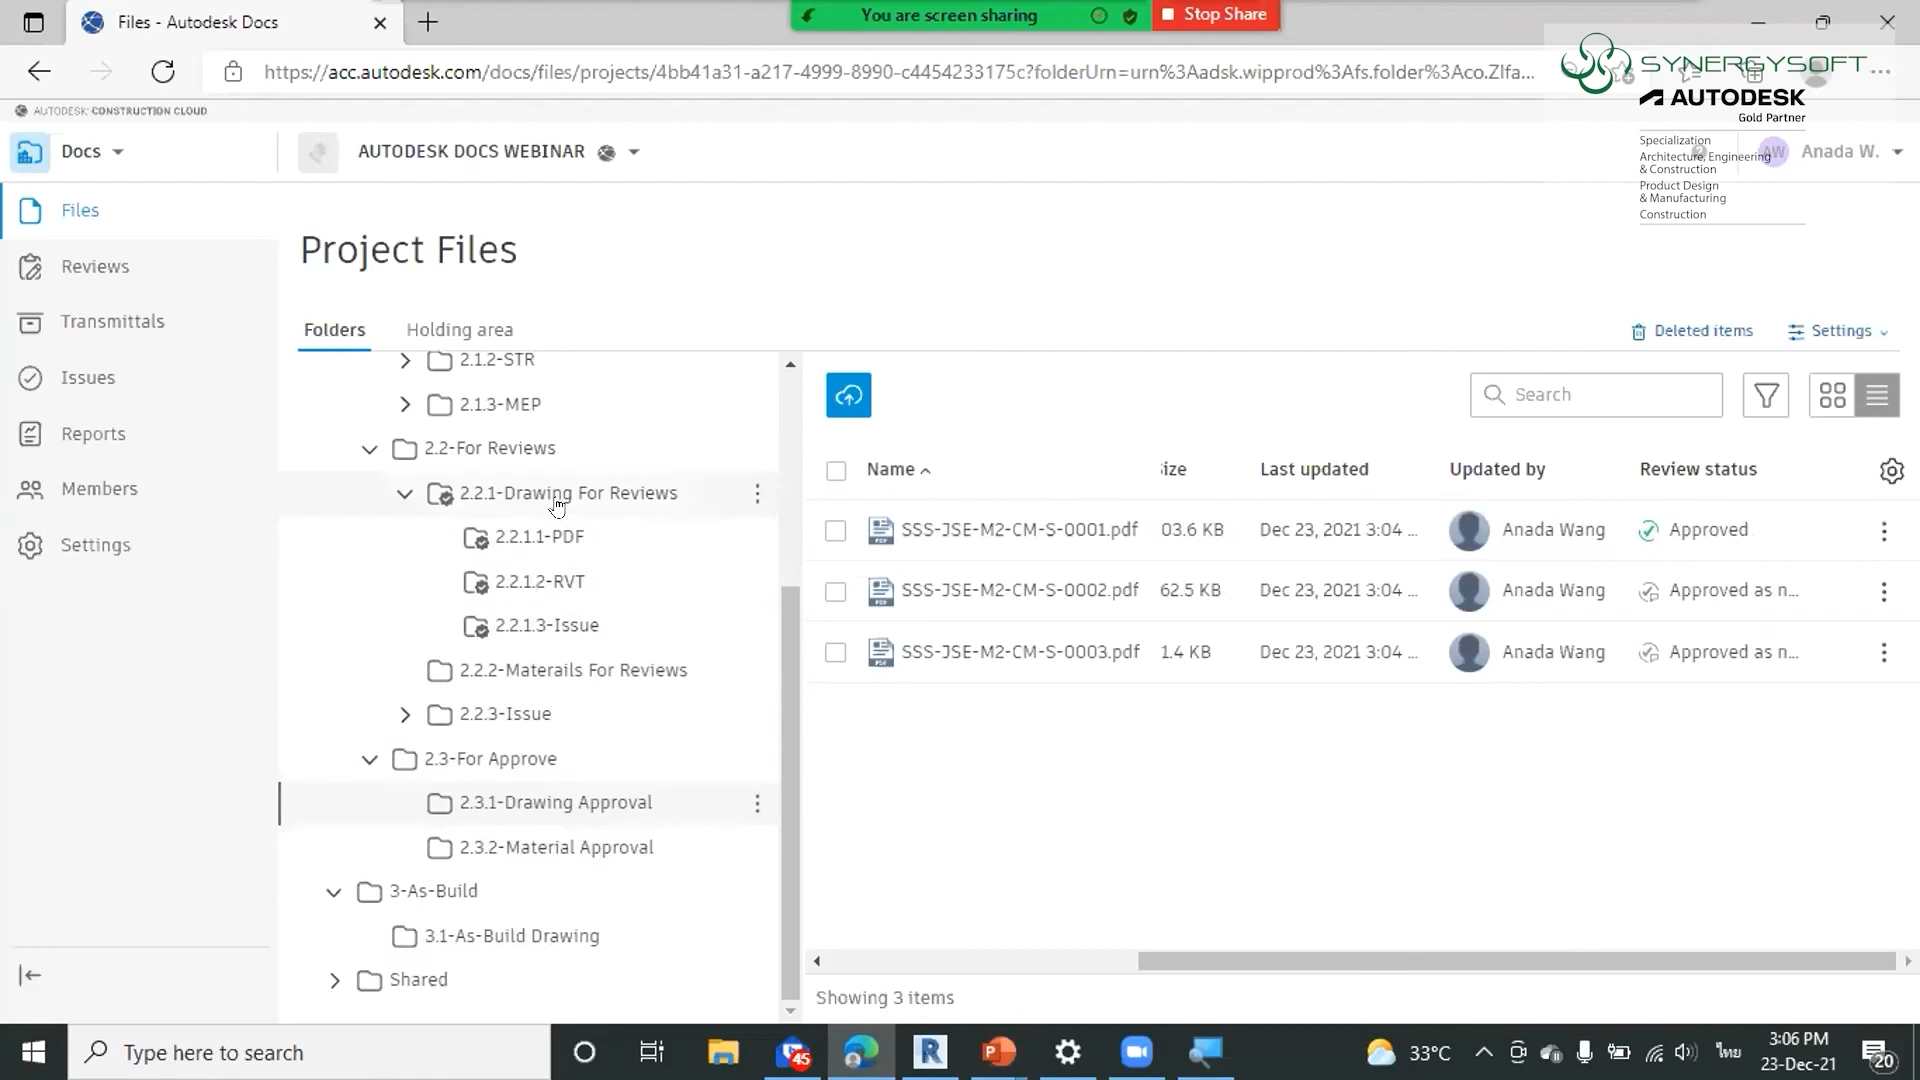 Files - Autodesk Docs
You are screen sharing
Stop Share
https://acc.autodesk.com/docs/files/projects/4bb41a31-a217-4999-8990-c4454233175c?folderUrn=urn%3Aadsk.wipprod%3Afs.folder%3Aco.Zlfa...
SYNERGYSOFT
AUTODESK
Gold Partner
Specialization
Architecture, Engineering
& Construction
Product Design
& Manufacturing
Construction
AUTODESK CONSTRUCTION CLOUD
Docs
AUTODESK DOCS WEBINAR
AW
Anada W.
Files
Reviews
Transmittals
Issues
Reports
Members
Settings
Project Files
Folders
Holding area
Deleted items
Settings
2.1.2-STR
2.1.3-MEP
2.2-For Reviews
2.2.1-Drawing For Reviews
2.2.1.1-PDF
2.2.1.2-RVT
2.2.1.3-Issue
2.2.2-Materails For Reviews
2.2.3-Issue
2.3-For Approve
2.3.1-Drawing Approval
2.3.2-Material Approval
3-As-Build
3.1-As-Build Drawing
Shared
Search
Name ize Last updated Updated by Review status
SSS-JSE-M2-CM-S-0001.pdf 03.6 KB Dec 23, 2021 3:04 ... Anada Wang Approved
SSS-JSE-M2-CM-S-0002.pdf 62.5 KB Dec 23, 2021 3:04 ... Anada Wang Approved as n...
SSS-JSE-M2-CM-S-0003.pdf 1.4 KB Dec 23, 2021 3:04 ... Anada Wang Approved as n...
Showing 3 items
Type here to search
45
33°C
ไทย
3:06 PM
23-Dec-21
20